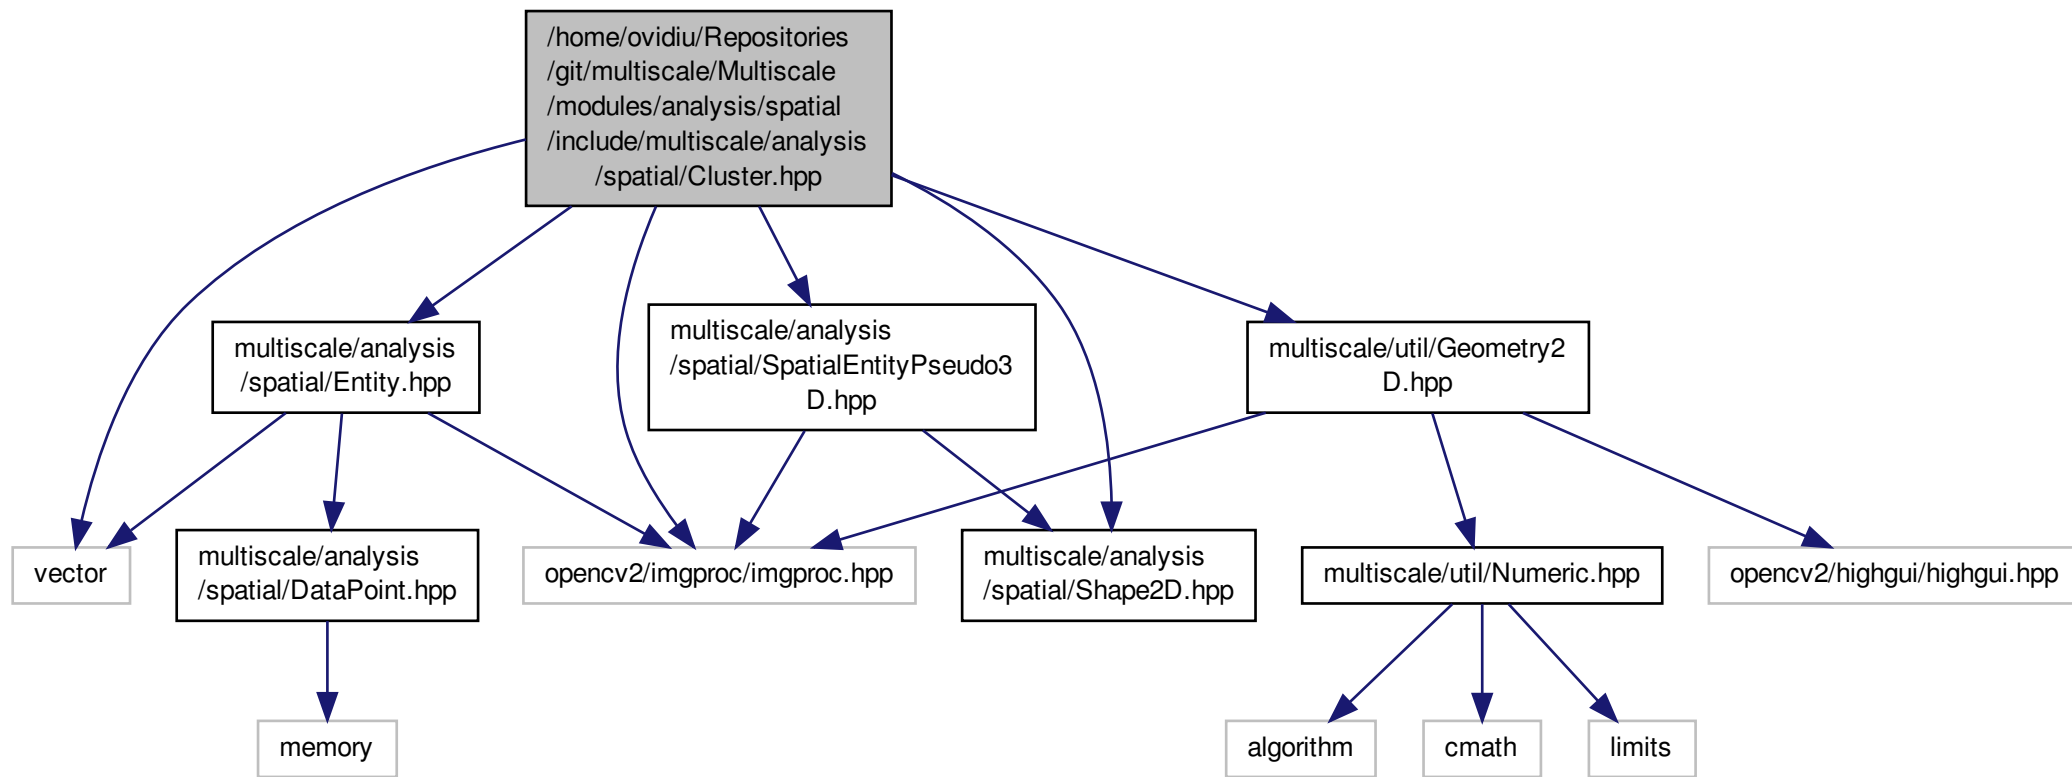 /home/ovidiu/Repositories
/git/multiscale/Multiscale
/modules/analysis/spatial
/include/multiscale/analysis
/spatial/Cluster.hpp
multiscale/analysis
/spatial/Entity.hpp
multiscale/analysis
/spatial/SpatialEntityPseudo3
D.hpp
multiscale/util/Geometry2
D.hpp
vector
multiscale/analysis
/spatial/DataPoint.hpp
opencv2/imgproc/imgproc.hpp
multiscale/analysis
/spatial/Shape2D.hpp
multiscale/util/Numeric.hpp
opencv2/highgui/highgui.hpp
memory
algorithm
cmath
limits